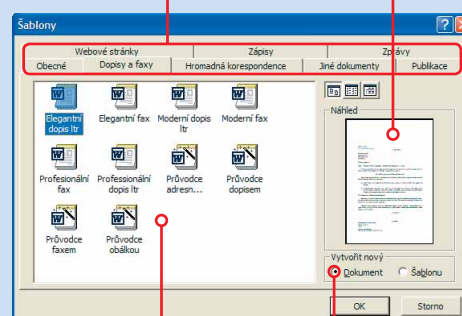 Šablony
Webové stránky Zápisy Zprávy
Obecné Dopisy a faxy Hromadná korespondence Jiné dokumenty Publikace
Elegantní dopis ltr
Elegantní fax
Moderní dopis ltr
Moderní fax
Profesionální fax
Professionální dopis ltr
Průvodce adresn...
Průvodce dopisem
Průvodce faxem
Průvodce obálkou
Náhled
Vytvořit nový
Dokument Šablonu
OK Storno